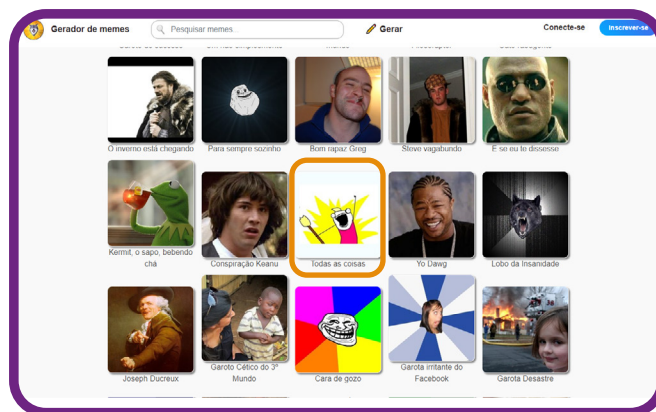 Gerador de memes
Pesquisar memes...
Gerar
Conecte-se
Inscrever-se
O inverno está chegando
Para sempre sozinho
Bom rapaz Greg
Steve vagabundo
E se eu te dissesse
Kermit, o sapo, bebendo
chá
Conspiração Keanu
Todas as coisas
Yo Dawg
Lobo da Insanidade
Joseph Ducreux
Garoto Cético do 3º
Mundo
Cara de gozo
Garota irritante do
Facebook
Garota Desastre